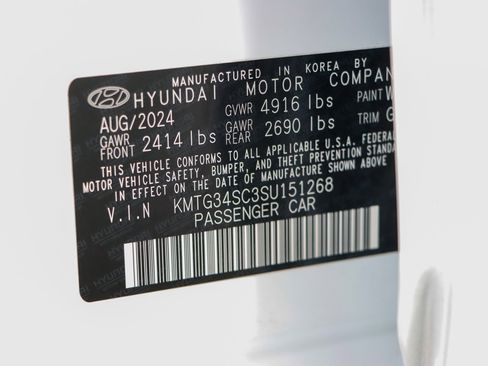 MANUFACTURED IN KOREA BY
HYUNDAI MOTOR COMPAN
AUG/2024 GVWR 4916 lbs PAINT W
GAWR FRONT 2414 lbs GAWR REAR 2690 lbs TRIM G
THIS VEHICLE CONFORMS TO ALL APPLICABLE U.S.A. FEDERAL
MOTOR VEHICLE SAFETY, BUMPER, AND THEFT PREVENTION STANDA
IN EFFECT ON THE DATE OF MANUFACTURE SHOWN ABOVE.
V.I.N KMTG34SC3SU151268
PASSENGER CAR